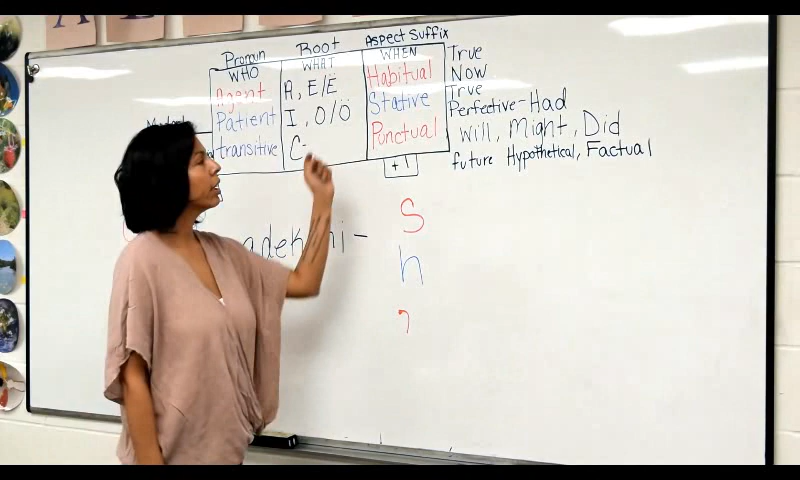 Pronoun Root Aspect Suffix
WHO WHAT WHEN True
Agent A, E/Ë Habitual Now
Patient I, O/Ö Stative True
transitive C- Punctual Perfective-Had
Will, Might, Did
+1 future Hypothetical, Factual
S
h
?